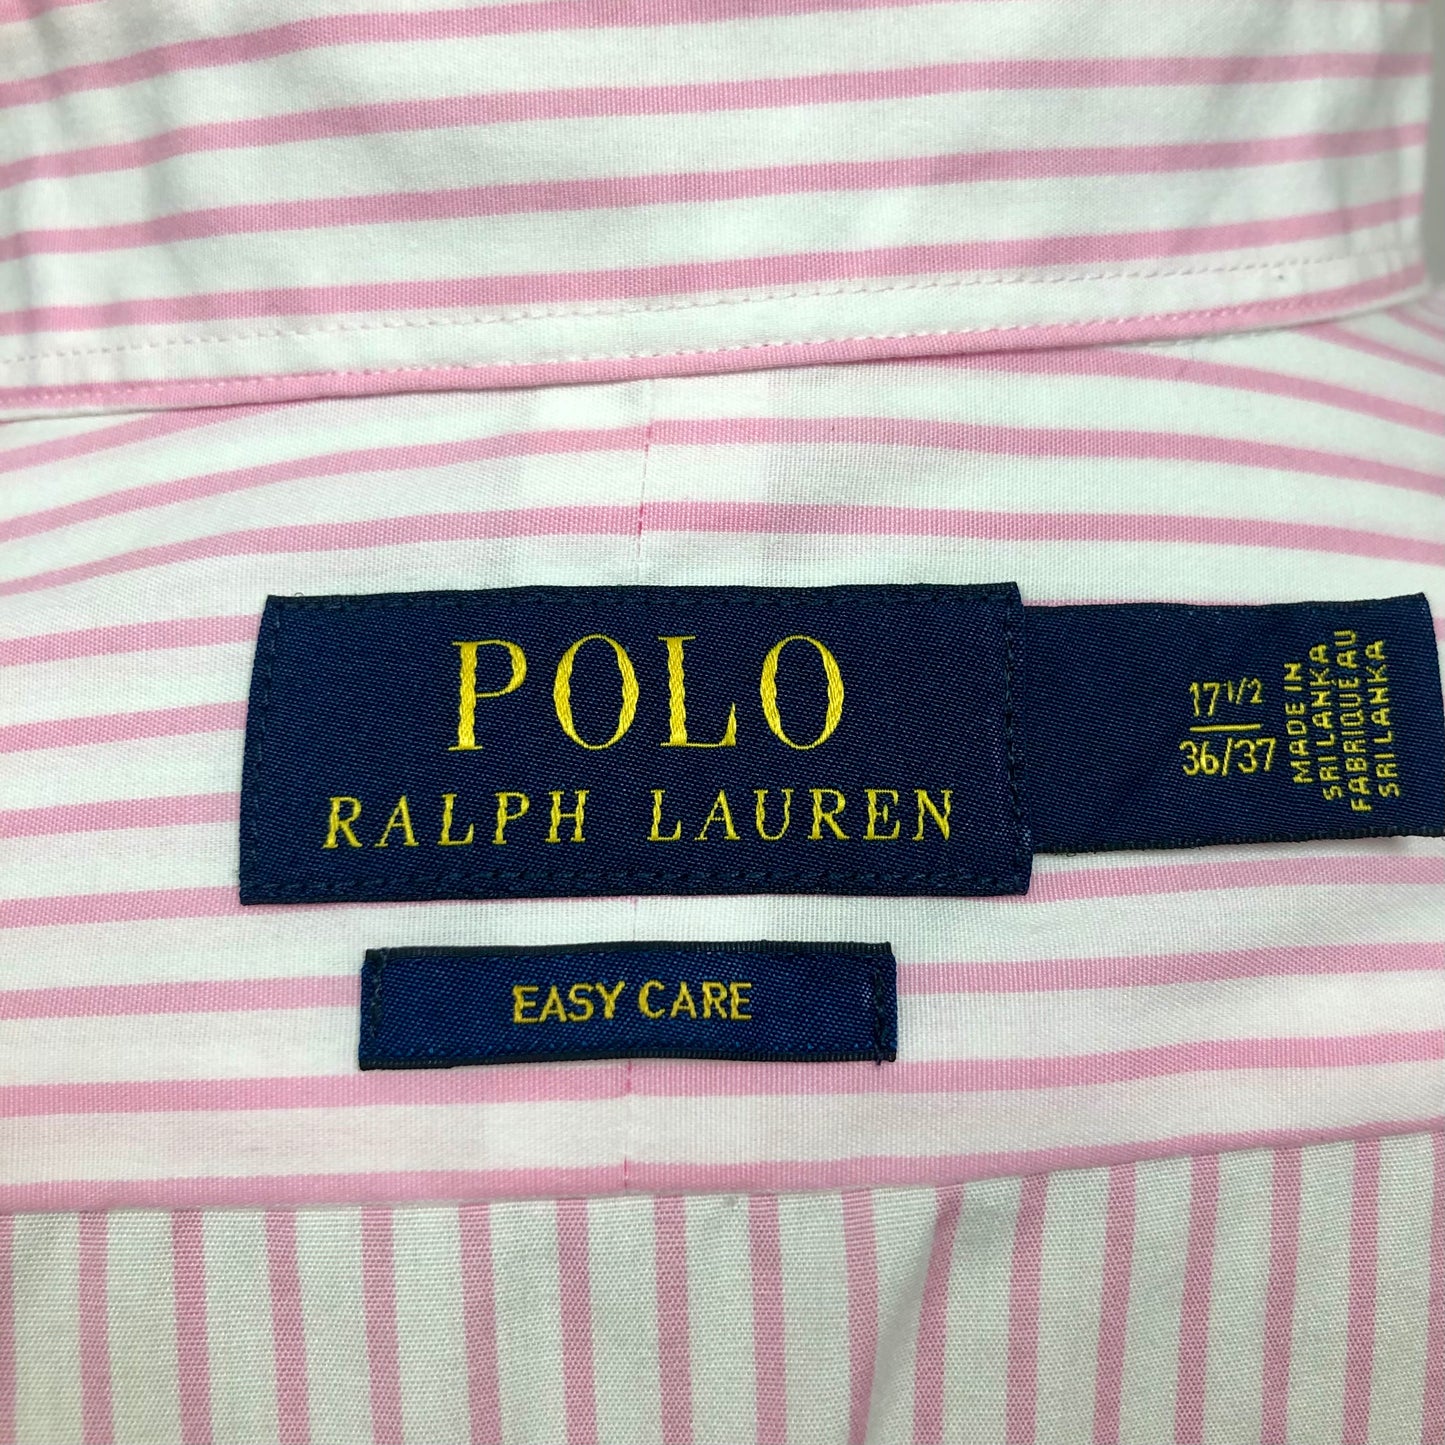 POLO
RALPH LAUREN
17 1/2
36/37
MADE IN
SRI LANKA
FABRIQUÉ AU
SRI LANKA
EASY CARE